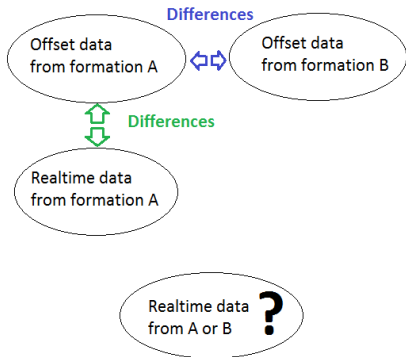 Differences
Offset data
from formation A
Offset data
from formation B
Differences
Realtime data
from formation A
Realtime data
from A or B
?